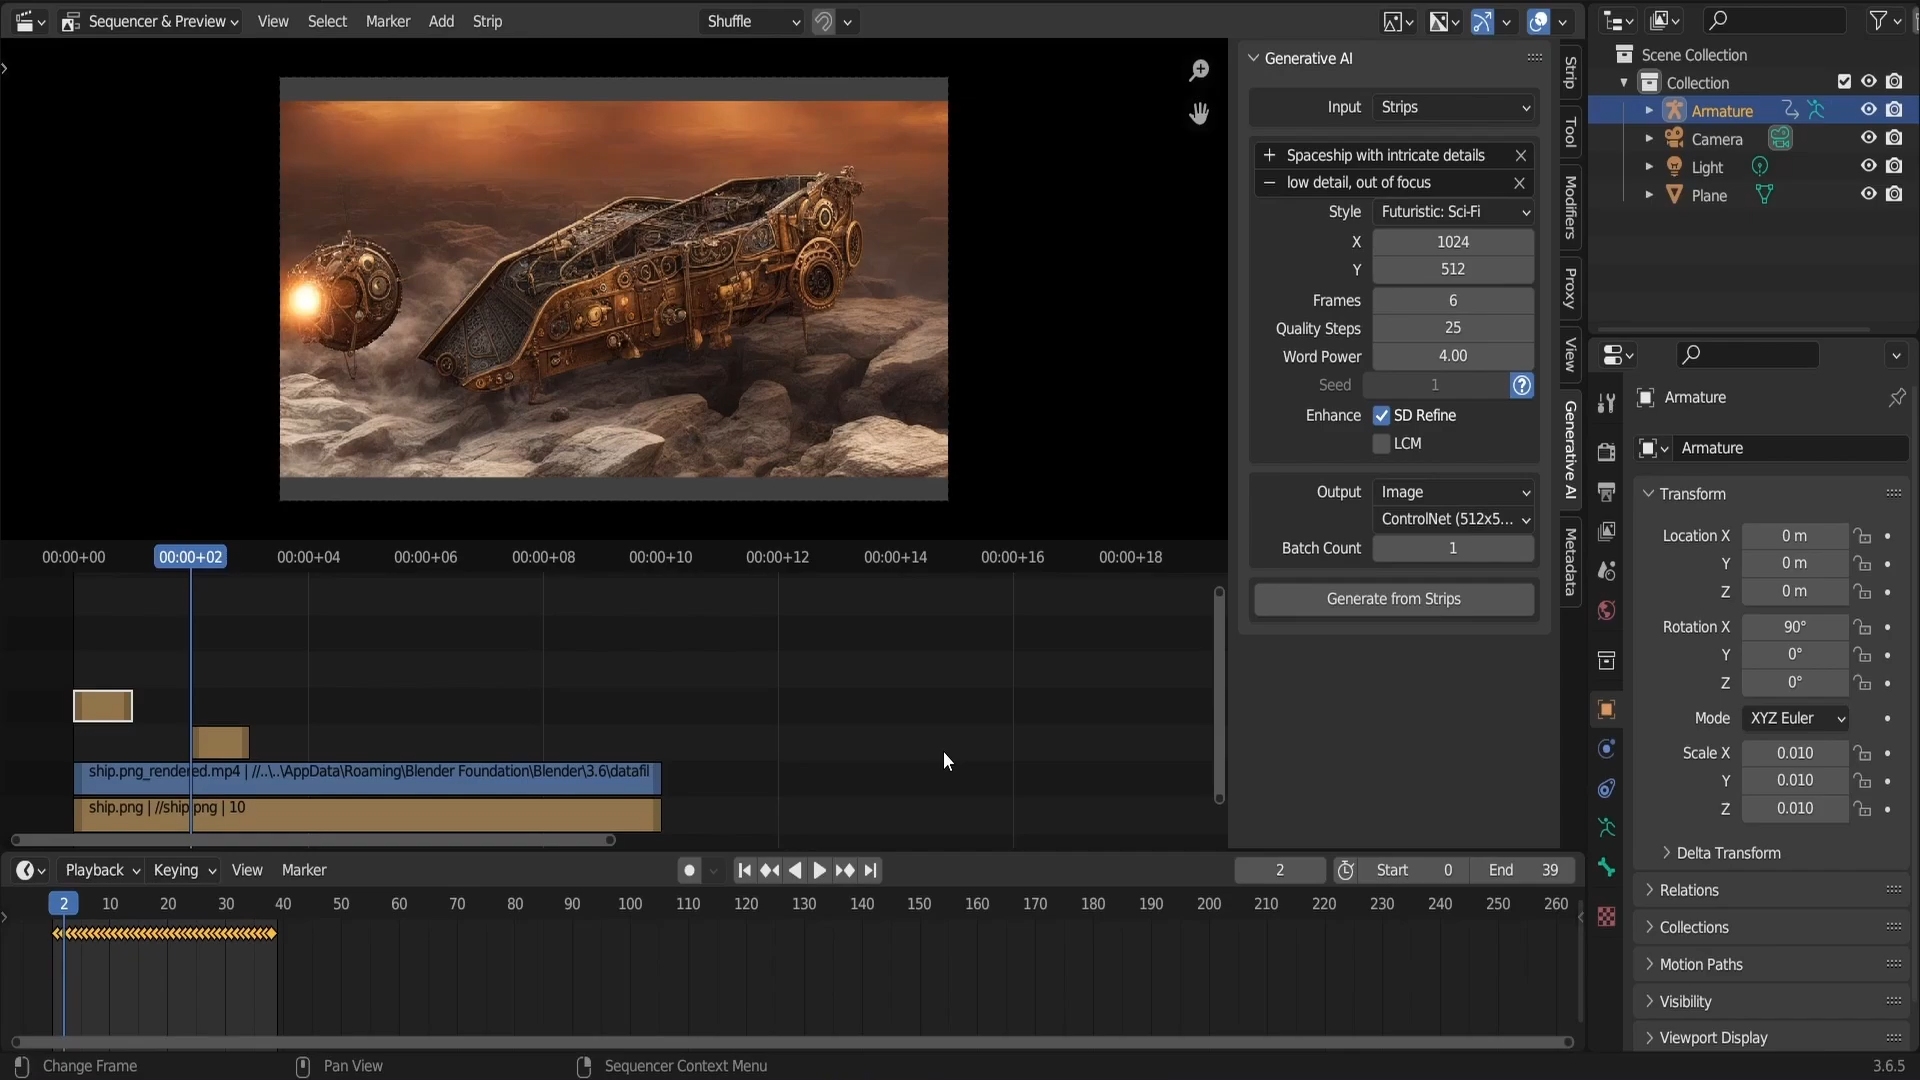 Sequencer & Preview
View
Select
Marker
Add
Strip
Shuffle
Generative AI
Input
Strips
Spaceship with intricate details
low detail, out of focus
Style
Futuristic: Sci-Fi
X
1024
Y
512
Frames
6
Quality Steps
25
Word Power
4.00
Seed
1
Enhance
SD Refine
LCM
Output
Image
ControlNet (512x5...
Batch Count
1
Generate from Strips
Strip
Tool
Modifiers
Proxy
View
Generative AI
Metadata
Scene Collection
Collection
Armature
Camera
Light
Plane
Armature
Armature
Transform
Location X
0 m
Y
0 m
Z
0 m
Rotation X
90°
Y
0°
Z
0°
Mode
XYZ Euler
Scale X
0.010
Y
0.010
Z
0.010
Delta Transform
Relations
Collections
Motion Paths
Visibility
Viewport Display
00:00+00 00:00+02 00:00+04 00:00+06 00:00+08 00:00+10 00:00+12 00:00+14 00:00+16 00:00+18
ship.png_rendered.mp4 | //..\..\AppData\Roaming\Blender Foundation\Blender\3.6\datafil
ship.png | //ship.png | 10
Playback
Keying
View
Marker
2
Start 0
End 39
2 10 20 30 40 50 60 70 80 90 100 110 120 130 140 150 160 170 180 190 200 210 220 230 240 250 260
Change Frame
Pan View
Sequencer Context Menu
3.6.5